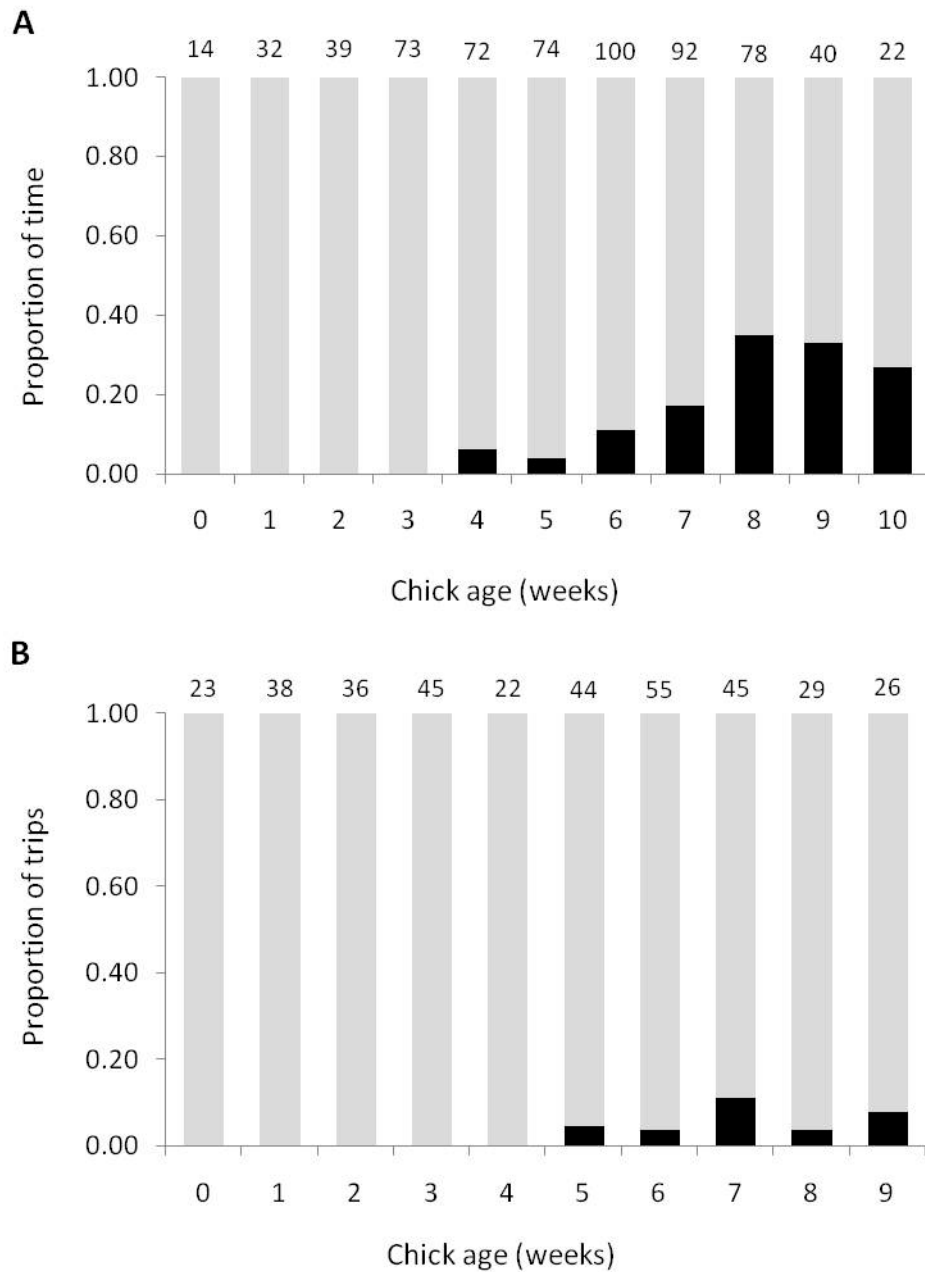 A
14 32 39 73 72 74 100 92 78 40 22
1.00
0.80
0.60
0.40
0.20
0.00
Proportion of time
0 1 2 3 4 5 6 7 8 9 10
Chick age (weeks)
B
23 38 36 45 22 44 55 45 29 26
1.00
0.80
0.60
0.40
0.20
0.00
Proportion of trips
0 1 2 3 4 5 6 7 8 9
Chick age (weeks)